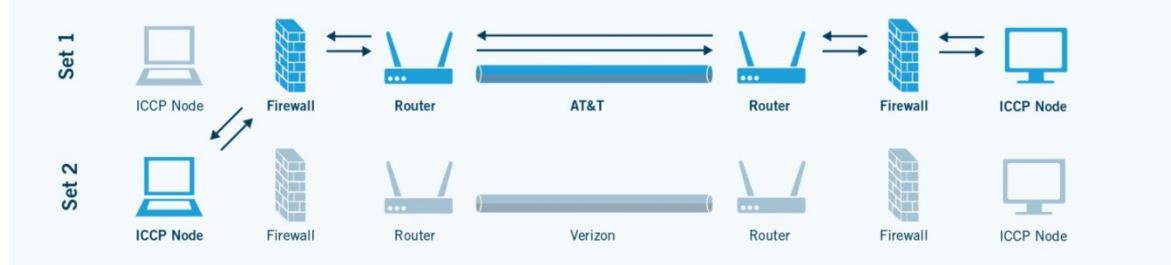 Set 1
ICCP Node Firewall Router AT&T Router Firewall ICCP Node
Set 2
ICCP Node Firewall Router Verizon Router Firewall ICCP Node